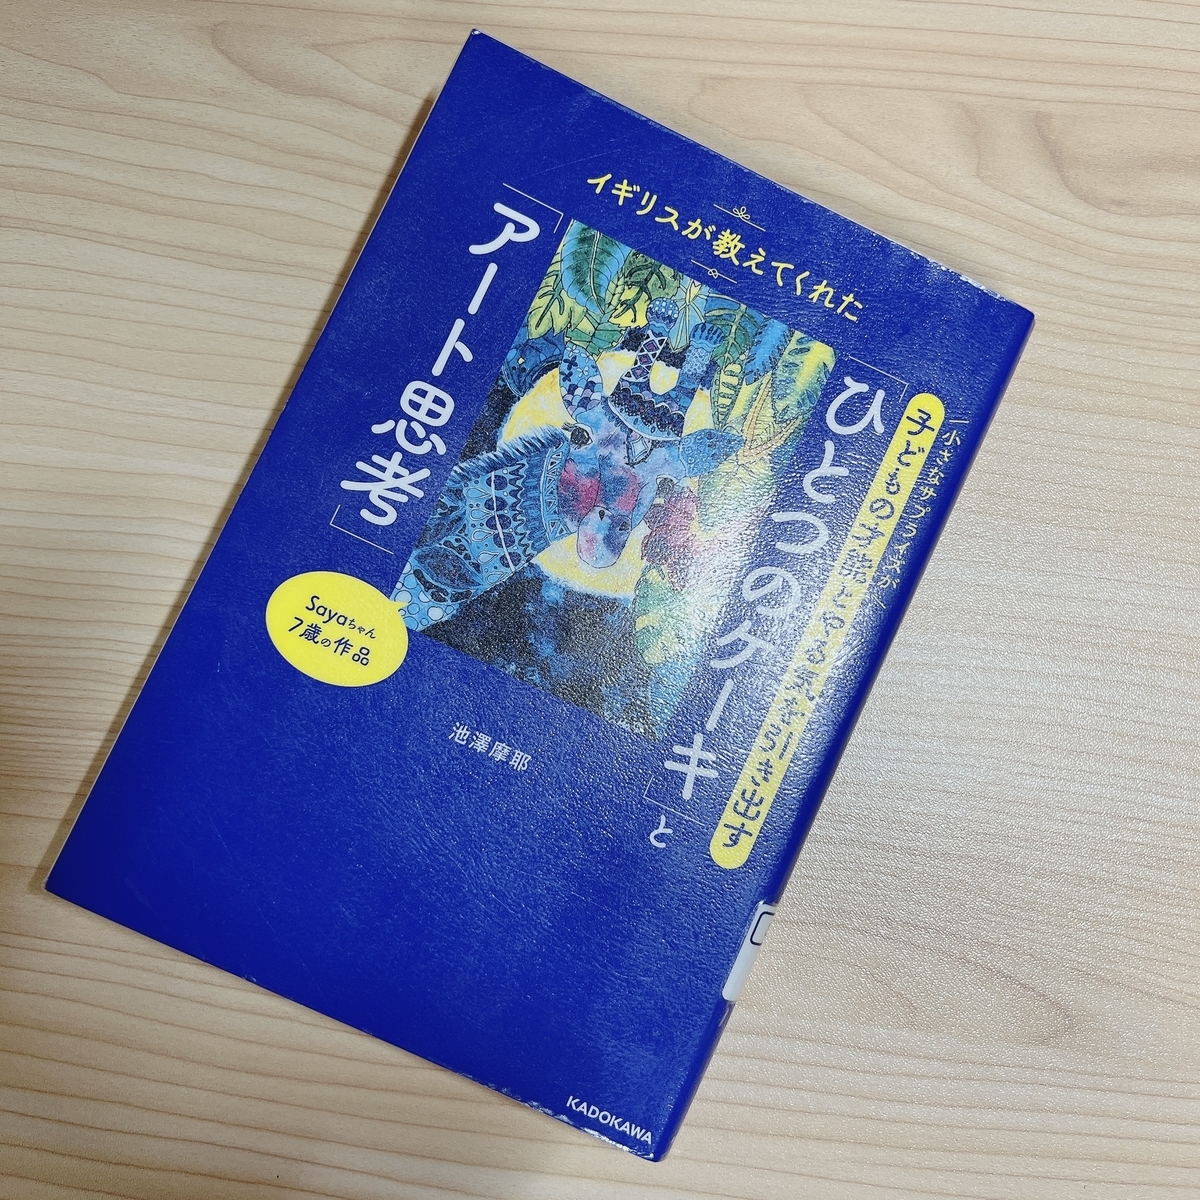 イギリスが教えてくれた
小さなサプライズが
子どもの才能とやる気を引き出す
「ひとつのケーキ」と
「アート思考」
Sayaちゃん
7歳の作品
池澤摩耶
KADOKAWA